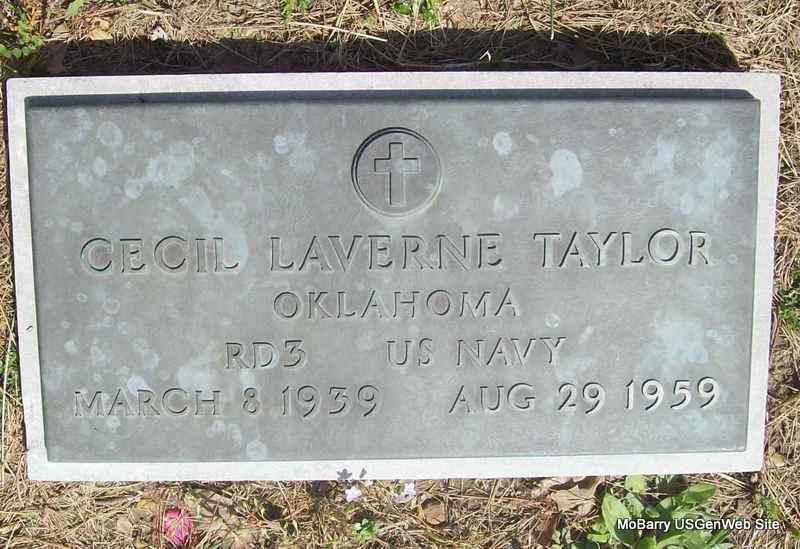 CECIL LAVERNE TAYLOR
OKLAHOMA
RD3 US NAVY
MARCH 8 1939 AUG 29 1959
MoBarry USGenWeb Site